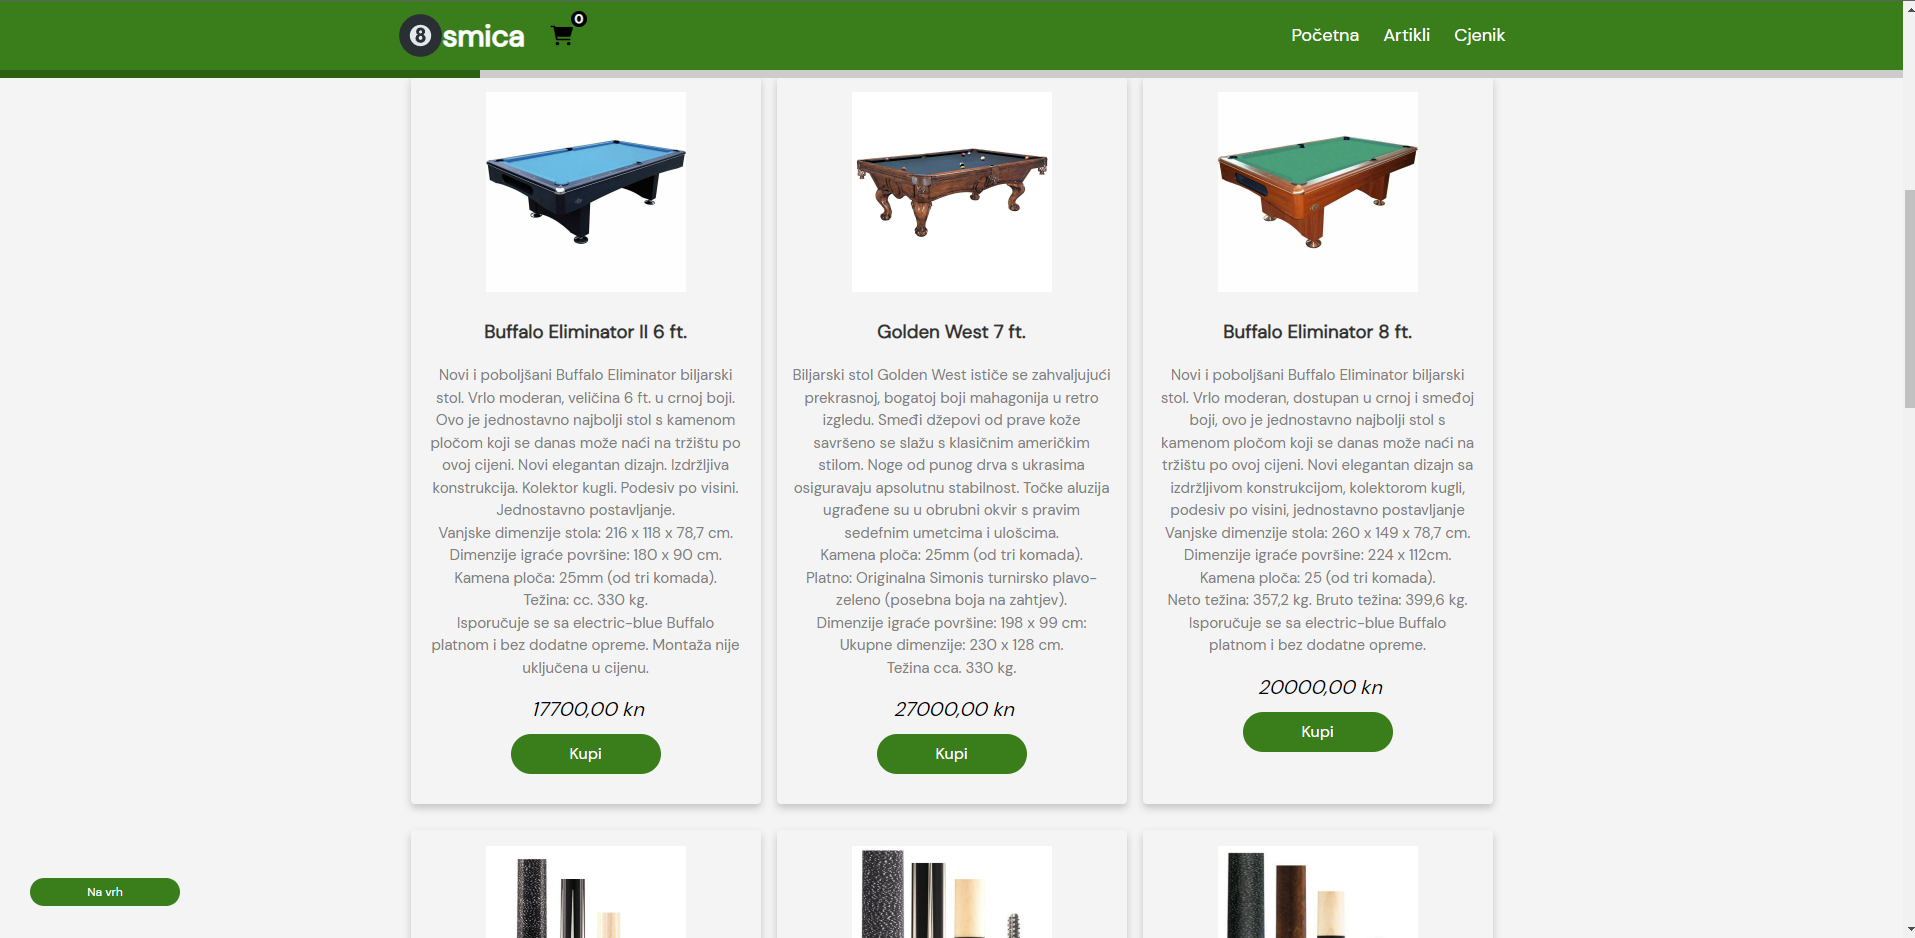 8smica
0
Početna Artikli Cjenik
Buffalo Eliminator II 6 ft.
Novi i poboljšani Buffalo Eliminator biljarski
stol. Vrlo moderan, veličina 6 ft. u crnoj boji.
Ovo je jednostavno najbolji stol s kamenom
pločom koji se danas može naći na tržištu po
ovoj cijeni. Novi elegantan dizajn. Izdržljiva
konstrukcija. Kolektor kugli. Podesiv po visini.
Jednostavno postavljanje.
Vanjske dimenzije stola: 216 x 118 x 78,7 cm.
Dimenzije igraće površine: 180 x 90 cm.
Kamena ploča: 25mm (od tri komada).
Težina: cc. 330 kg.
Isporučuje se sa electric-blue Buffalo
platnom i bez dodatne opreme. Montaža nije
uključena u cijenu.
17700,00 kn
Kupi
Golden West 7 ft.
Biljarski stol Golden West ističe se zahvaljujući
prekrasnoj, bogatoj boji mahagonija u retro
izgledu. Smeđi džepovi od prave kože
savršeno se slažu s klasičnim američkim
stilom. Noge od punog drva s ukrasima
osiguravaju apsolutnu stabilnost. Točke aluzija
ugrađene su u obrubni okvir s pravim
sedefnim umetcima i ulošcima.
Kamena ploča: 25mm (od tri komada).
Platno: Originalna Simonis turnirsko plavo-
zeleno (posebna boja na zahtjev).
Dimenzije igraće površine: 198 x 99 cm:
Ukupne dimenzije: 230 x 128 cm.
Težina cca. 330 kg.
27000,00 kn
Kupi
Buffalo Eliminator 8 ft.
Novi i poboljšani Buffalo Eliminator biljarski
stol. Vrlo moderan, dostupan u crnoj i smeđoj
boji, ovo je jednostavno najbolji stol s
kamenom pločom koji se danas može naći na
tržištu po ovoj cijeni. Novi elegantan dizajn sa
izdržljivom konstrukcijom, kolektorom kugli,
podesiv po visini, jednostavno postavljanje
Vanjske dimenzije stola: 260 x 149 x 78,7 cm.
Dimenzije igraće površine: 224 x 112cm.
Kamena ploča: 25 (od tri komada).
Neto težina: 357,2 kg. Bruto težina: 399,6 kg.
Isporučuje se sa electric-blue Buffalo
platnom i bez dodatne opreme.
20000,00 kn
Kupi
Na vrh